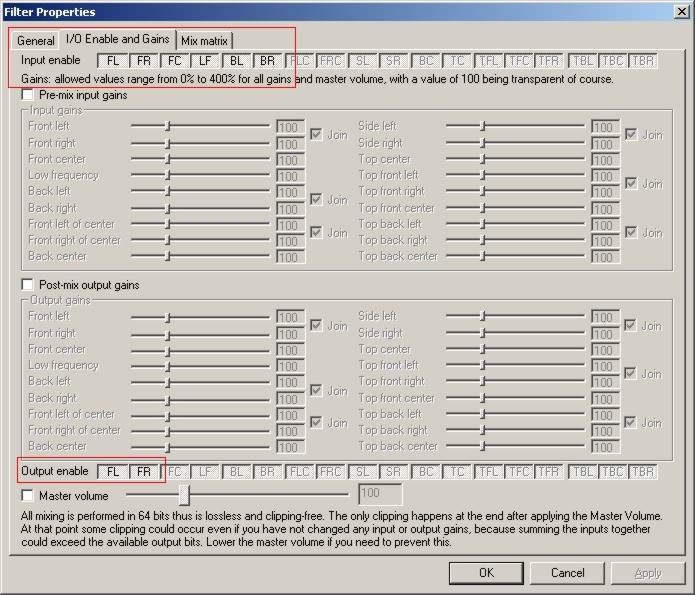 Filter Properties
General I/O Enable and Gains Mix matrix
Input enable FL FR FC LF BL BR FLC FRC SL SR BC TC TFL TFC TFR TBL TBC TBR
Gains: allowed values range from 0% to 400% for all gains and master volume, with a value of 100 being transparent of course.
Pre-mix input gains
Input gains
Front left 100 Join Side left 100 Join
Front right 100 Side right 100
Front center 100 Top center 100
Low frequency 100 Top front left 100 Join
Back left 100 Join Top front right 100
Back right 100 Top front center 100
Front left of center 100 Join Top back left 100 Join
Front right of center 100 Top back right 100
Back center 100 Top back center 100
Post-mix output gains
Output gains
Front left 100 Join Side left 100 Join
Front right 100 Side right 100
Front center 100 Top center 100
Low frequency 100 Top front left 100 Join
Back left 100 Join Top front right 100
Back right 100 Top front center 100
Front left of center 100 Join Top back left 100 Join
Front right of center 100 Top back right 100
Back center 100 Top back center 100
Output enable FL FR FC LF BL BR FLC FRC SL SR BC TC TFL TFC TFR TBL TBC TBR
Master volume 100
All mixing is performed in 64 bits thus is lossless and clipping-free. The only clipping happens at the end after applying the Master Volume.
At that point some clipping could occur even if you have not changed any input or output gains, because summing the inputs together
could exceed the available output bits. Lower the master volume if you need to prevent this.
OK Cancel Apply